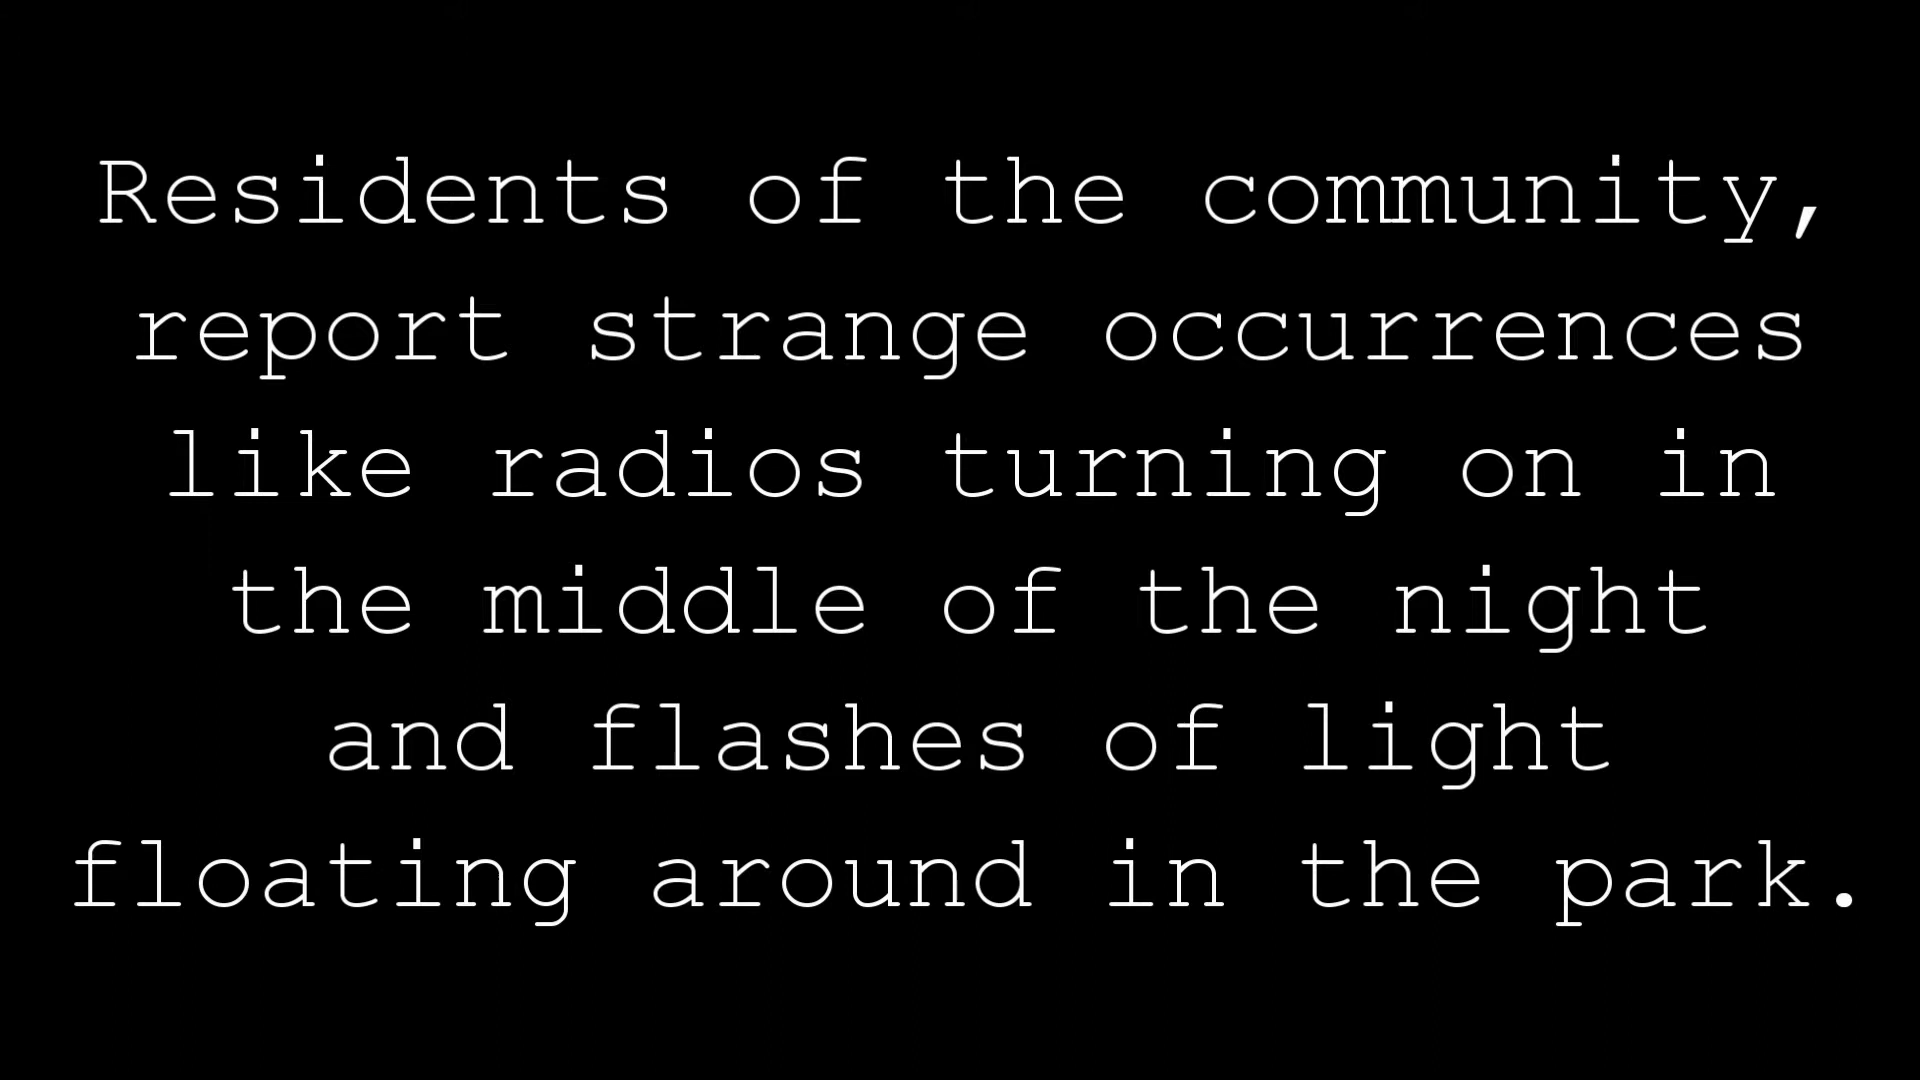 Residents of the community,
report strange occurrences
like radios turning on in
the middle of the night
and flashes of light
floating around in the park.